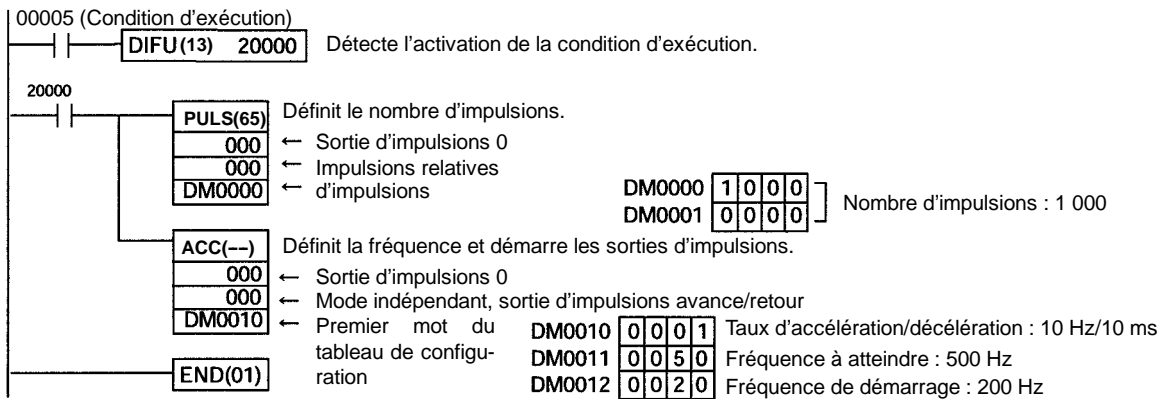 00005 (Condition d’exécution)
DIFU(13) 20000 Détecte l’activation de la condition d’exécution.
20000
PULS(65) Définit le nombre d’impulsions.
000 ← Sortie d’impulsions 0
000 ← Impulsions relatives
DM0000 ← d’impulsions
DM0000 1 0 0 0
DM0001 0 0 0 0
Nombre d’impulsions : 1 000
ACC(--) Définit la fréquence et démarre les sorties d’impulsions.
000 ← Sortie d’impulsions 0
000 ← Mode indépendant, sortie d’impulsions avance/retour
DM0010 ← Premier mot du
tableau de configu-
ration
DM0010 0 0 0 1 Taux d’accélération/décélération : 10 Hz/10 ms
DM0011 0 0 5 0 Fréquence à atteindre : 500 Hz
DM0012 0 0 2 0 Fréquence de démarrage : 200 Hz
END(01)